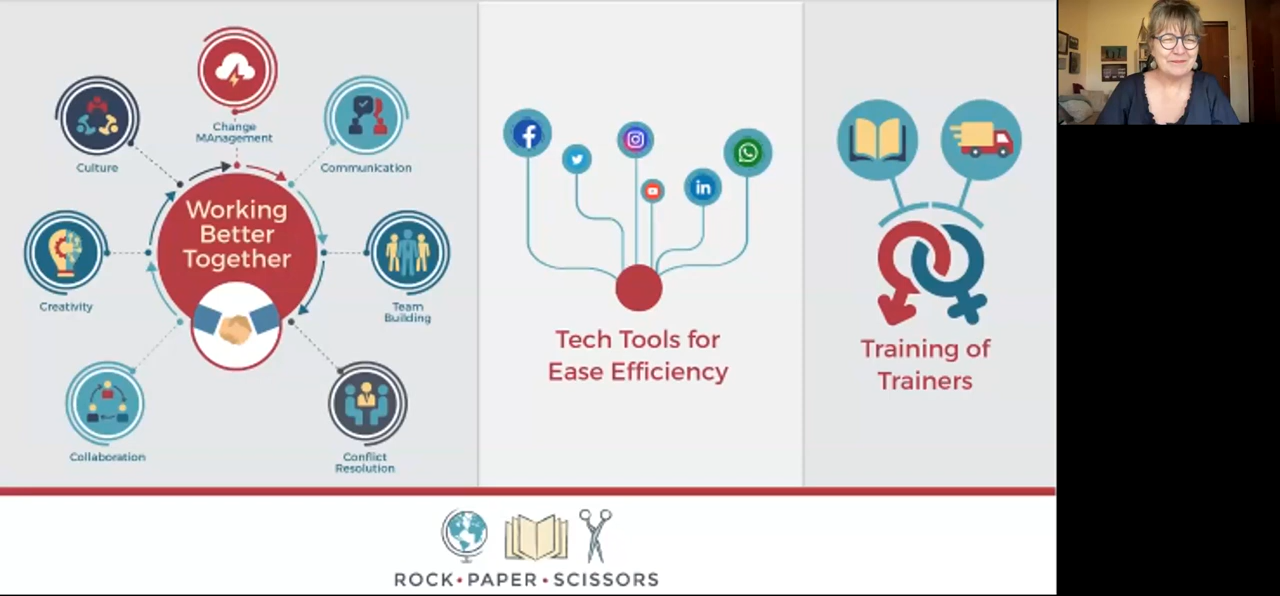 Working
Better
Together
Change
MAnagement
Communication
Team
Building
Conflict
Resolution
Collaboration
Creativity
Culture
in
Tech Tools for
Ease Efficiency
Training of
Trainers
ROCK•PAPER•SCISSORS